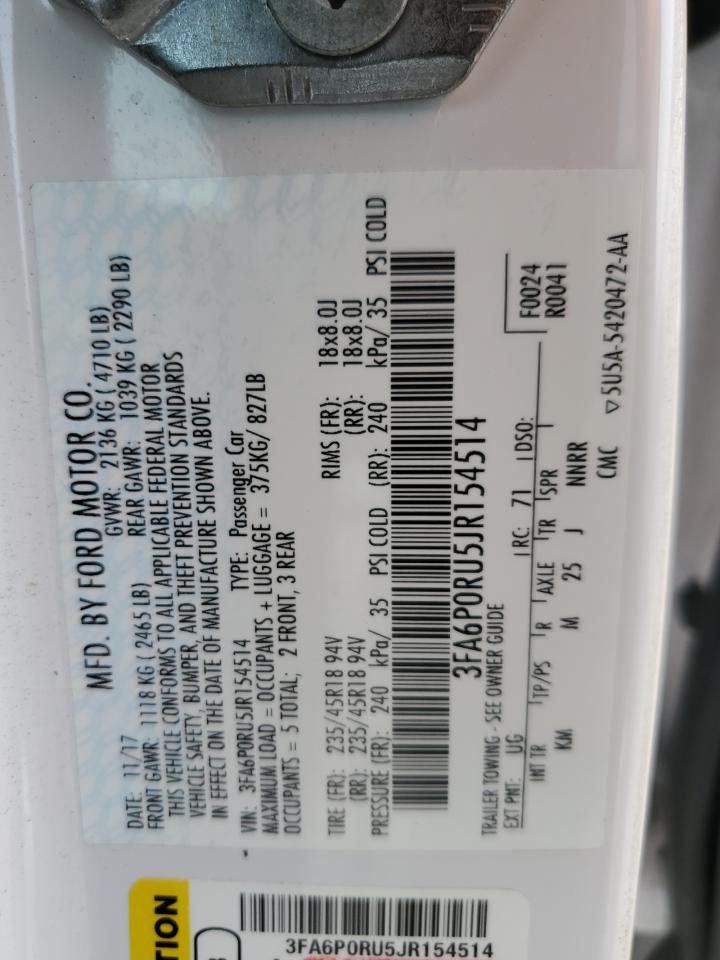 MFD. BY FORD MOTOR CO.
DATE: 11/17 GVWR: 2136 KG ( 4710 LB)
FRONT GAWR: 1118 KG ( 2465 LB) REAR GAWR: 1039 KG ( 2290 LB)
THIS VEHICLE CONFORMS TO ALL APPLICABLE FEDERAL MOTOR
VEHICLE SAFETY, BUMPER, AND THEFT PREVENTION STANDARDS
IN EFFECT ON THE DATE OF MANUFACTURE SHOWN ABOVE.
VIN: 3FA6P0RU5JR154514 TYPE: Passenger Car
MAXIMUM LOAD = OCCUPANTS + LUGGAGE = 375KG/ 827LB
OCCUPANTS = 5 TOTAL; 2 FRONT, 3 REAR
TIRE (FR): 235/45R18 94V RIMS (FR): 18x8.0J
(RR): 235/45R18 94V (RR): 18x8.0J
PRESSURE (FR): 240 kPa/ 35 PSI COLD (RR): 240 kPa/ 35 PSI COLD
3FA6P0RU5JR154514
TRAILER TOWING - SEE OWNER GUIDE F0024
EXT PNT: UG RC: 71 DSO: R0041
INT TR TP/PS R AXLE TR SPR
KM M 25 J NNRR
CMC ▽5U5A-5420472-AA
TION
3FA6P0RU5JR154514